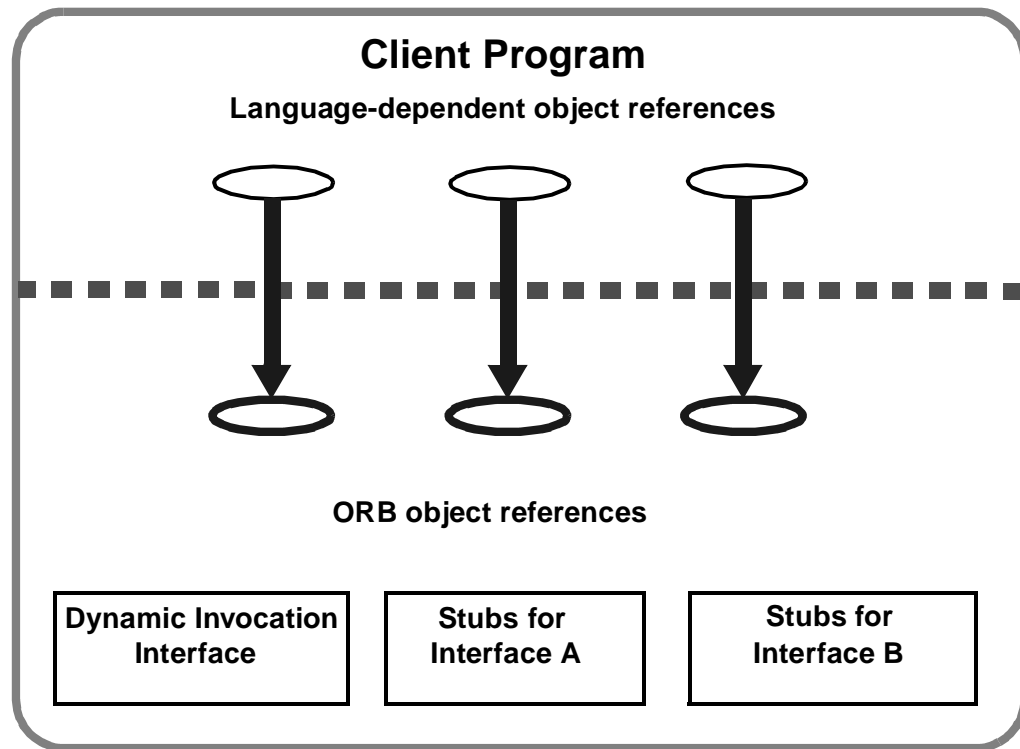 Client Program
Language-dependent object references
ORB object references
Dynamic Invocation
Interface
Stubs for
Interface A
Stubs for
Interface B